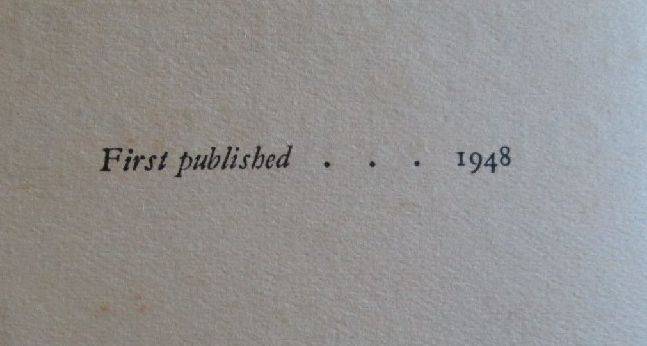 First published . . . 1948